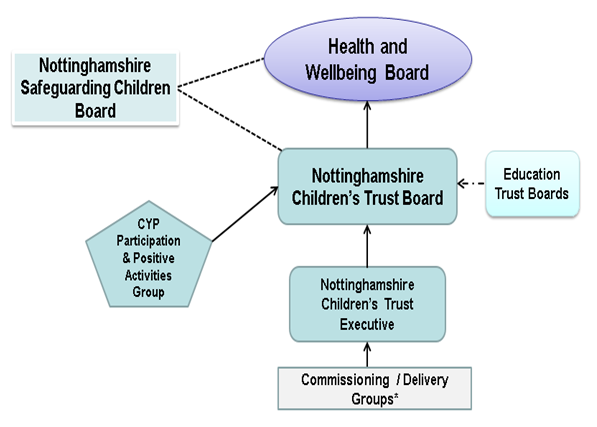 Health and
Wellbeing Board
Nottinghamshire
Safeguarding Children
Board
Nottinghamshire
Children's Trust Board
Education
Trust Boards
CYP
Participation
& Positive
Activities
Group
Nottinghamshire
Children's Trust
Executive
Commissioning / Delivery
Groups*